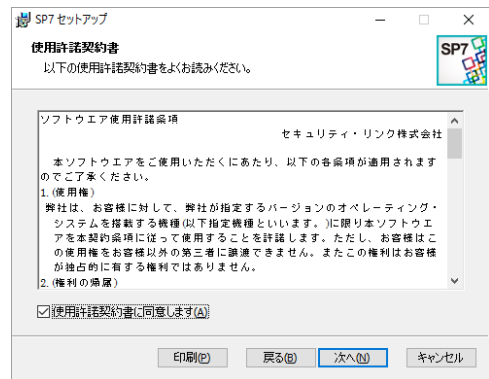 SP7 セットアップ
使用許諾契約書
以下の使用許諾契約書をよくお読みください。
SP7
ソフトウエア使用許諾条項
セキュリティ・リンク株式会社
本ソフトウエアをご使用いただくにあたり、以下の各条項が適用されます
のでご了承ください。
1.(使用権)
弊社は、お客様に対して、弊社が指定するバージョンのオペレーティング・
システムを搭載する機種(以下指定機種といいます。)に限り本ソフトウエ
アを本契約条項に従って使用することを許諾します。ただし、お客様はこ
の使用権をお客様以外の第三者に譲渡できません。またこの権利はお客様
が独占的に有する権利ではありません。
2.(権利の帰属)
使用許諾契約書に同意します(A)
印刷(P)
戻る(B)
次へ(N)
キャンセル